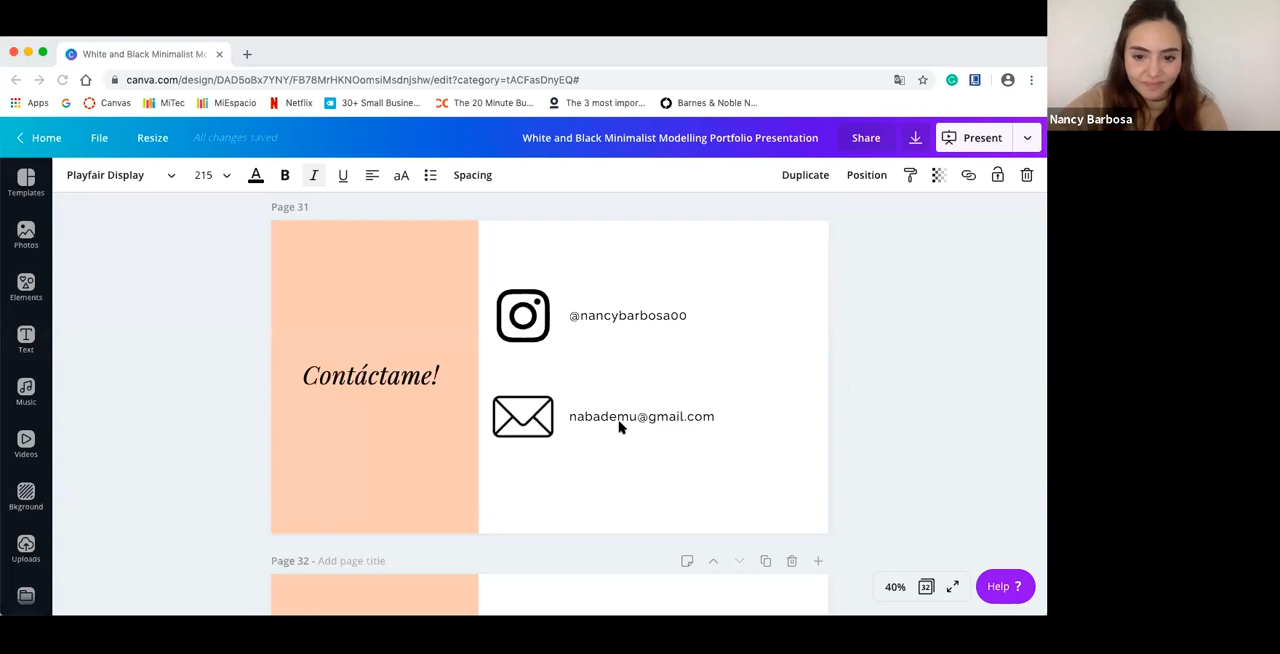 White and Black Minimalist Mo
canva.com/design/DAD5oBx7YNY/FB78MrHKNOomsiMsdnjshw/edit?category=tACFasDnyEQ#
Apps
Canvas
MiTec
MiEspacio
Netflix
30+ Small Busine...
The 20 Minute Bu...
The 3 most impor...
Barnes & Noble N...
Nancy Barbosa
Home
File
Resize
All changes saved
White and Black Minimalist Modelling Portfolio Presentation
Share
Present
Playfair Display
215
A
B
I
U
aA
Spacing
Duplicate
Position
Templates
Photos
Elements
Text
Music
Videos
Bkground
Uploads
Page 31
Contáctame!
@nancybarbosa00
nabademu@gmail.com
Page 32 - Add page title
40%
32
Help ?